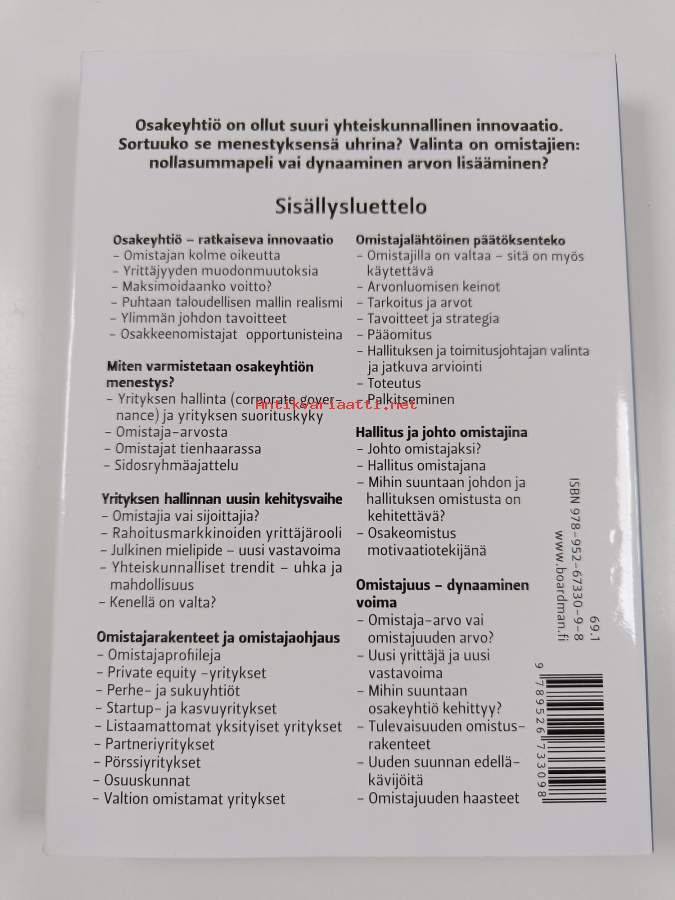 Osakeyhtiö on ollut suuri yhteiskunnallinen innovaatio.
Sortuuko se menestyksensä uhrina? Valinta on omistajien:
nollasummapeli vai dynaaminen arvon lisääminen?
Sisällysluettelo
Osakeyhtiö – ratkaiseva innovaatio
– Omistajan kolme oikeutta
– Yrittäjyyden muodonmuutoksia
– Maksimoidaanko voitto?
– Puhtaan taloudellisen mallin realismi
– Ylimmän johdon tavoitteet
– Osakkeenomistajat opportunisteina
Miten varmistetaan osakeyhtiön
menestys?
– Yrityksen hallinta (corporate gover-
nance) ja yrityksen suorituskyky
– Omistaja-arvosta
– Omistajat tienhaarassa
– Sidosryhmäajattelu
Yrityksen hallinnan uusin kehitysvaihe
– Omistajia vai sijoittajia?
– Rahoitusmarkkinoiden yrittäjärooli
– Julkinen mielipide – uusi vastavoima
– Yhteiskunnalliset trendit – uhka ja
mahdollisuus
– Kenellä on valta?
Omistajarakenteet ja omistajaohjaus
– Omistajaprofileja
– Private equity -yritykset
– Perhe- ja sukuyhtiöt
– Startup- ja kasvuyritykset
– Listaamattomat yksityiset yritykset
– Partneriyritykset
– Pörssiyritykset
– Osuuskunnat
– Valtion omistamat yritykset
Omistajalähtöinen päätöksenteko
– Omistajilla on valtaa – sitä on myös
käytettävä
– Arvonluomisen keinot
– Tarkoitus ja arvot
– Tavoitteet ja strategia
– Pääomitus
– Hallituksen ja toimitusjohtajan valinta
ja jatkuva arviointi
– Toteutus
– Palkitseminen
Hallitus ja johto omistajina
– Johto omistajaksi?
– Hallitus omistajana
– Mihin suuntaan johdon ja
hallituksen omistusta on
kehitettävä?
– Osakeomistus
motivaatiotekijänä
Omistajuus – dynaaminen
voima
– Omistaja-arvo vai
omistajuuden arvo?
– Uusi yrittäjä ja uusi
vastavoima
– Mihin suuntaan
osakeyhtiö kehittyy?
– Tulevaisuuden omistus-
rakenteet
– Uuden suunnan edellä-
kävijöitä
– Omistajuuden haasteet
Antikvariaatti.net
69.1
ISBN 978-952-67330-9-8
www.boardman.fi
9 789526 733098